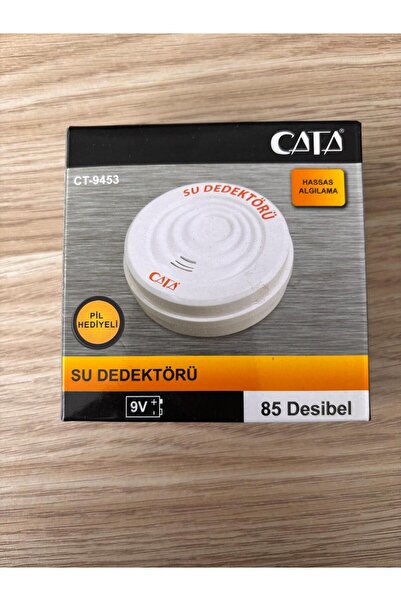 CATA®
CT-9453
HASSAS
ALGILAMA
SU DEDEKTÖRÜ
CATA
PİL
HEDİYELİ
SU DEDEKTÖRÜ
9V + -
85 Desibel